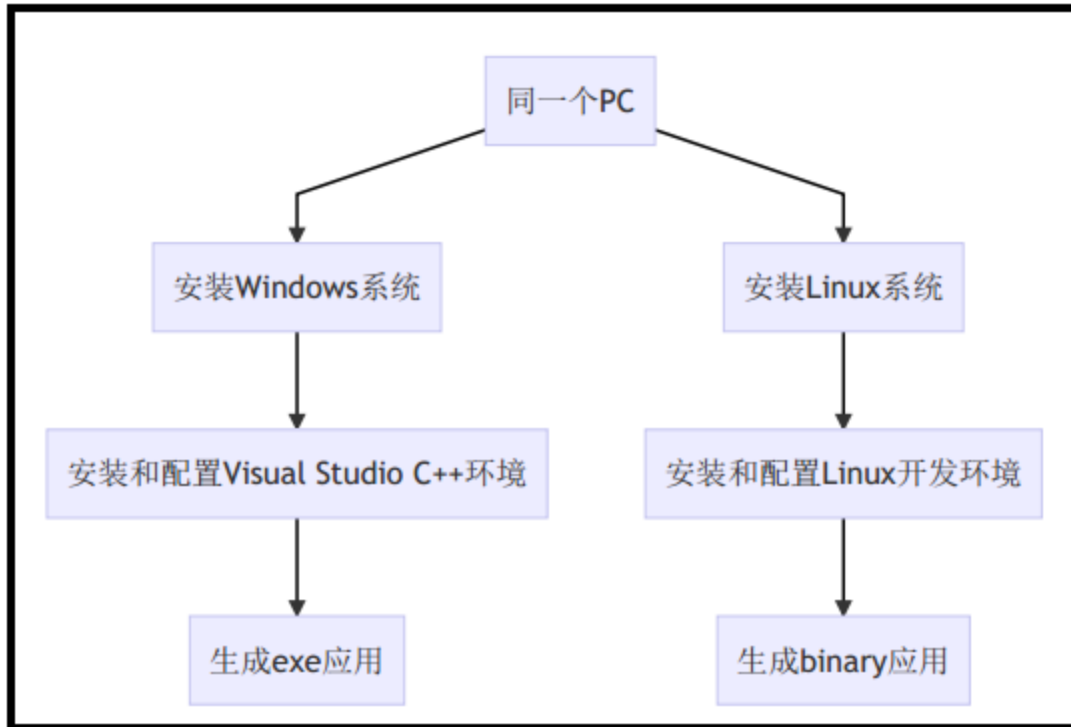 同一个PC
安装Windows系统
安装Linux系统
安装和配置Visual Studio C++环境
安装和配置Linux开发环境
生成exe应用
生成binary应用